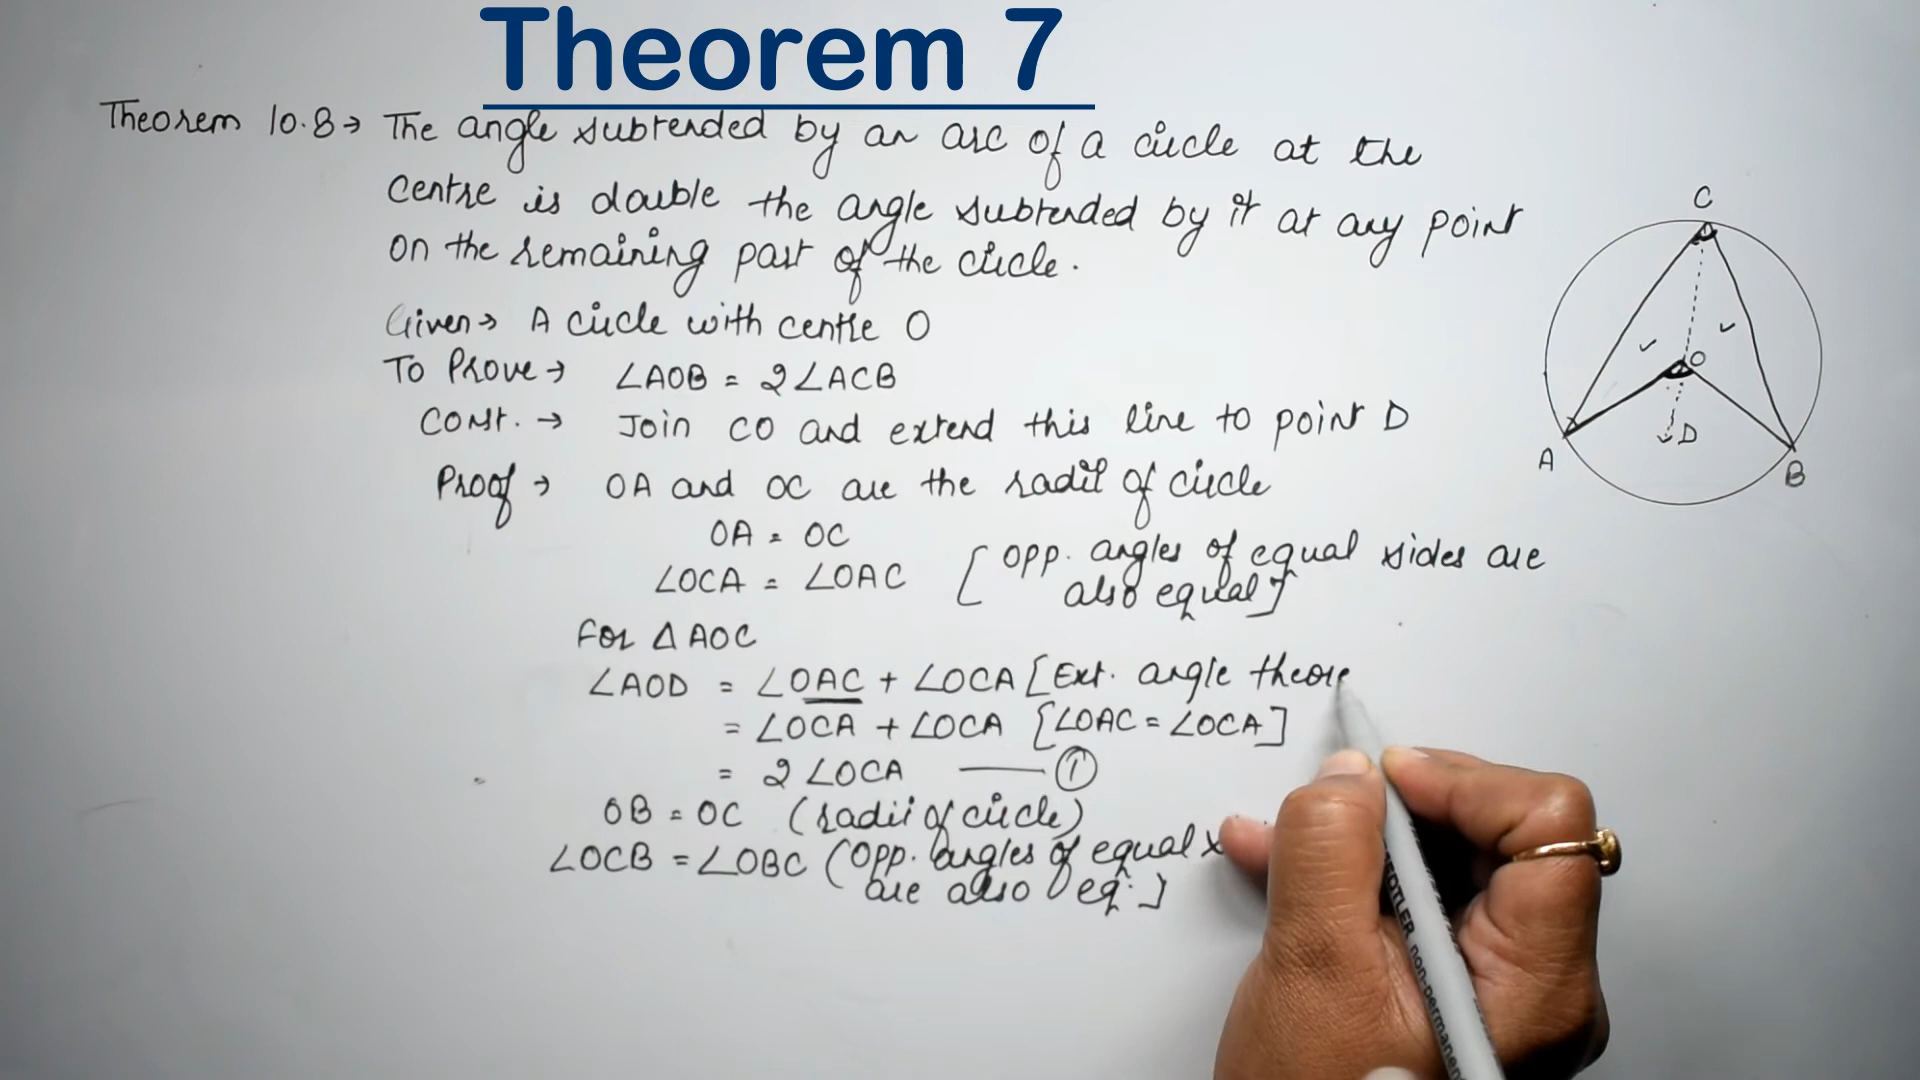 Theorem 7
Theorem 10.8→ The angle subtended by an arc of a circle at the
centre is double the angle subtended by it at any point
on the remaining part of the circle.
Given→ A circle with centre O
To Prove→ ∠AOB = 2∠ACB
Const. → Join CO and extend this line to point D
Proof → OA and OC are the radii of circle
OA = OC
∠OCA = ∠OAC [opp. angles of equal sides are
also equal]
For △AOC
∠AOD = ∠OAC + ∠OCA [Ext. angle theore
= ∠OCA + ∠OCA [∠OAC = ∠OCA]
= 2∠OCA —— ①
OB = OC (radii of circle)
∠OCB = ∠OBC (opp. angles of equal
are also eq.]
C
O
D
A
B
non-permanen